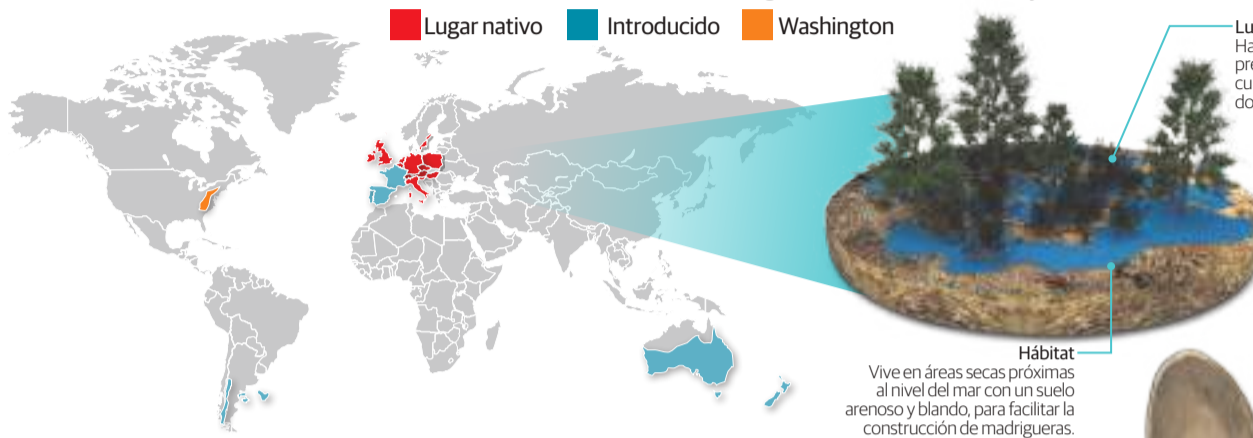 Lugar nativo
Introducido
Washington
Hábitat
Vive en áreas secas próximas
al nivel del mar con un suelo
arenoso y blando, para facilitar la
construcción de madrigueras.